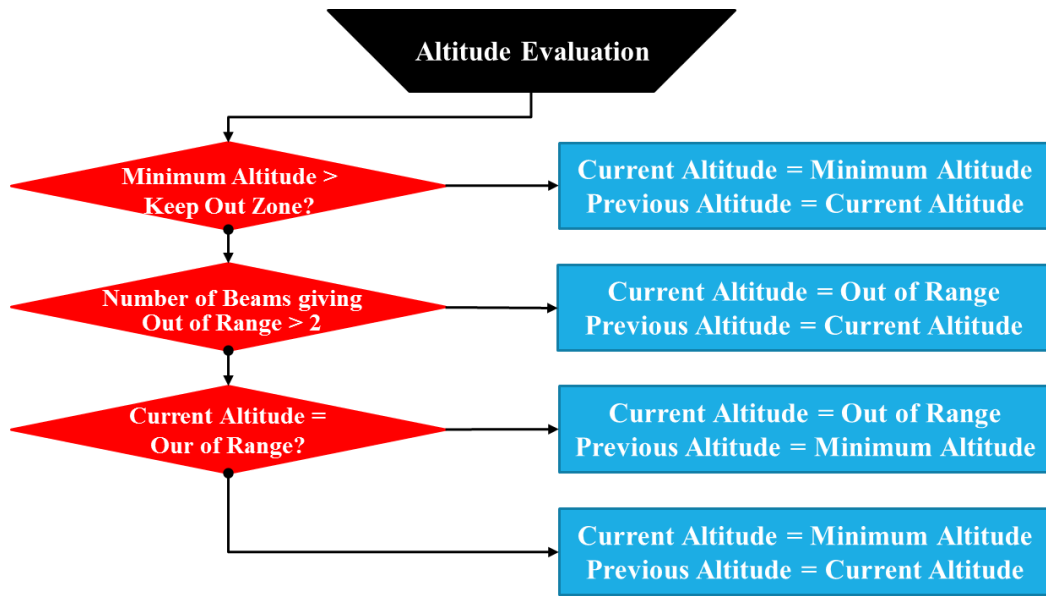 Altitude Evaluation
Minimum Altitude >
Keep Out Zone?
Current Altitude = Minimum Altitude
Previous Altitude = Current Altitude
Number of Beams giving
Out of Range > 2
Current Altitude = Out of Range
Previous Altitude = Current Altitude
Current Altitude =
Our of Range?
Current Altitude = Out of Range
Previous Altitude = Minimum Altitude
Current Altitude = Minimum Altitude
Previous Altitude = Current Altitude